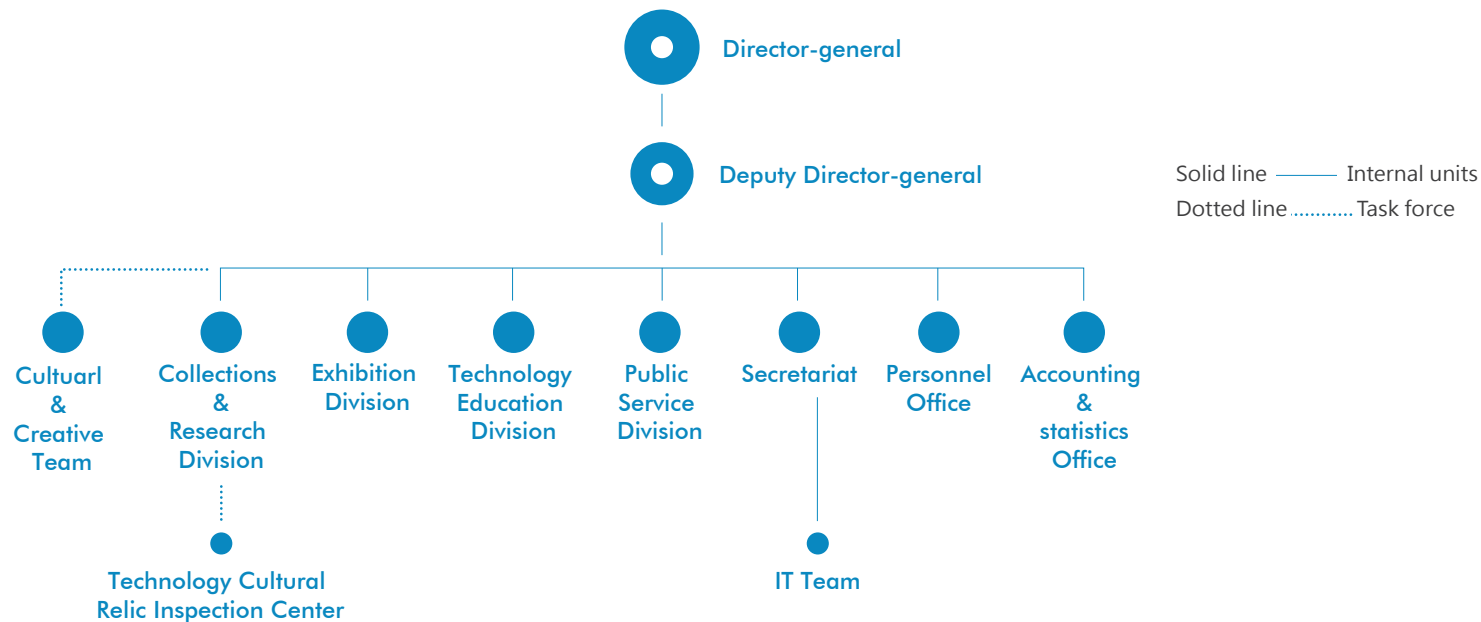 Director-general
Deputy Director-general
Solid line Internal units
Dotted line Task force
Cultuarl
&
Creative
Team
Collections
&
Research
Division
Exhibition
Division
Technology
Education
Division
Public
Service
Division
Secretariat
Personnel
Office
Accounting
&
statistics
Office
Technology Cultural
Relic Inspection Center
IT Team